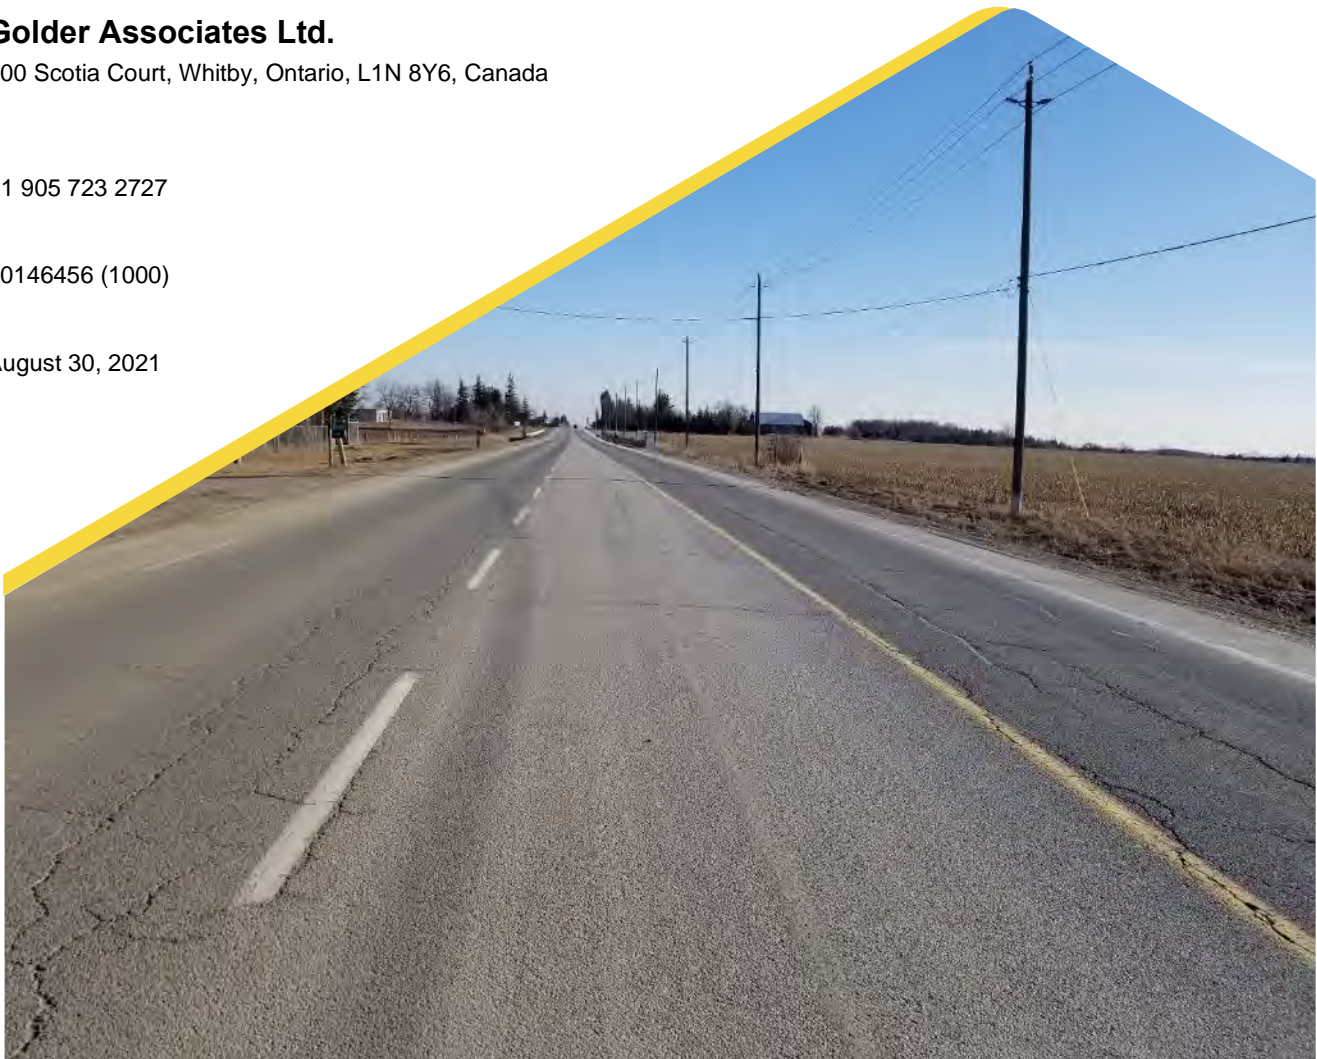 Golder Associates Ltd.
00 Scotia Court, Whitby, Ontario, L1N 8Y6, Canada
1 905 723 2727
0146456 (1000)
August 30, 2021